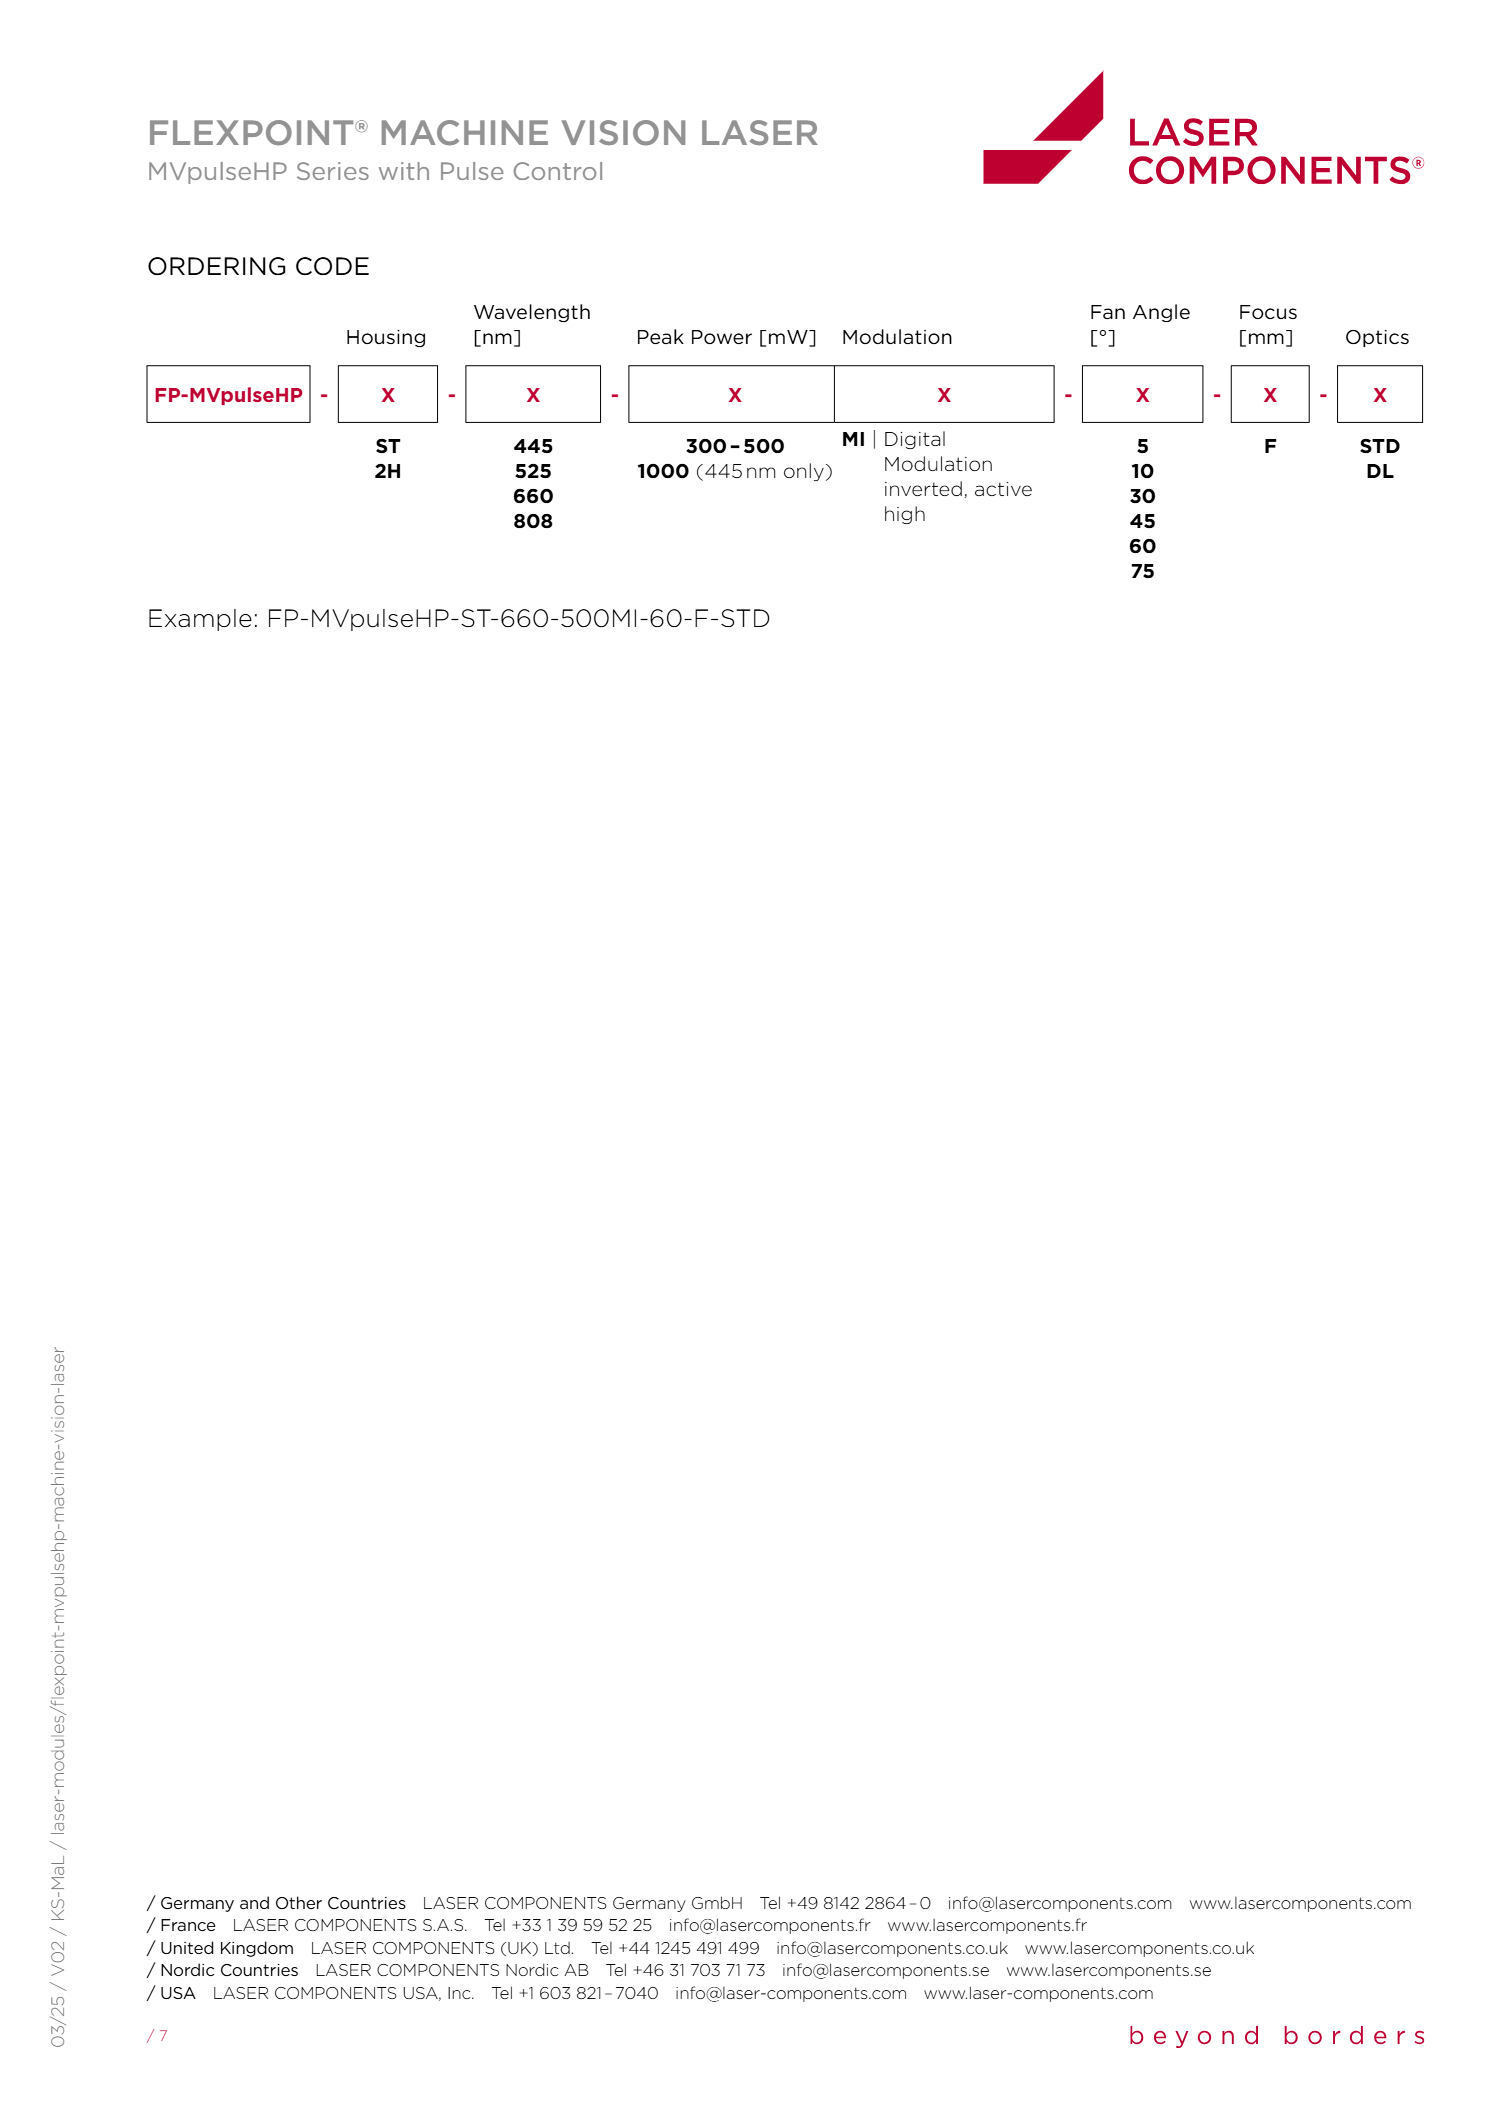 FLEXPOINT® MACHINE VISION LASER
MVpulseHP Series with Pulse Control
LASER
COMPONENTS®
ORDERING CODE
Housing
Wavelength
[nm]
Peak Power [mW]
Modulation
Fan Angle
[°]
Focus
[mm]
Optics
FP-MVpulseHP - X - X - X X - X - X - X
ST
2H
445
525
660
808
300–500
1000 (445 nm only)
MI | Digital
Modulation
inverted, active
high
5
10
30
45
60
75
F
STD
DL
Example: FP-MVpulseHP-ST-660-500MI-60-F-STD
03/25 / V02 / KS-MaL / laser-modules/flexpoint-mvpulsehp-machine-vision-laser
/ Germany and Other Countries LASER COMPONENTS Germany GmbH Tel +49 8142 2864–0 info@lasercomponents.com www.lasercomponents.com
/ France LASER COMPONENTS S.A.S. Tel +33 1 39 59 52 25 info@lasercomponents.fr www.lasercomponents.fr
/ United Kingdom LASER COMPONENTS (UK) Ltd. Tel +44 1245 491 499 info@lasercomponents.co.uk www.lasercomponents.co.uk
/ Nordic Countries LASER COMPONENTS Nordic AB Tel +46 31 703 71 73 info@lasercomponents.se www.lasercomponents.se
/ USA LASER COMPONENTS USA, Inc. Tel +1 603 821–7040 info@laser-components.com www.laser-components.com
/ 7
beyond borders